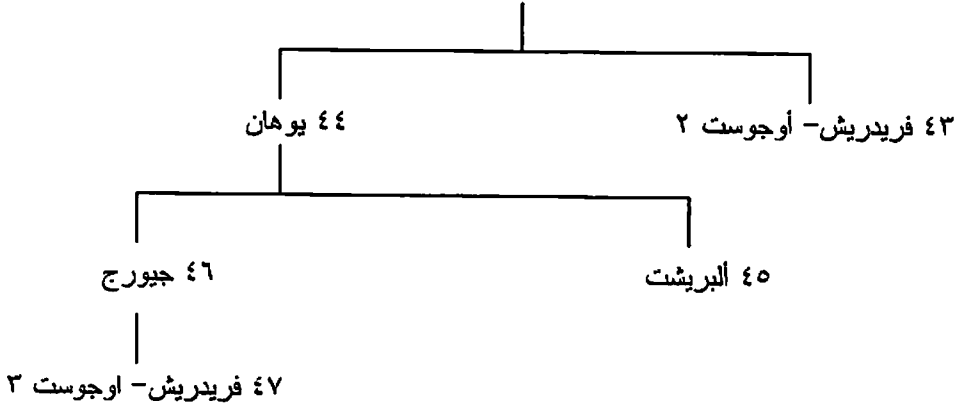 ٤٣ فريدريش- أوجوست ٢
٤٤ يوهان
٤٥ ألبريشت
٤٦ جيورج
٤٧ فريدريش- اوجوست ٣